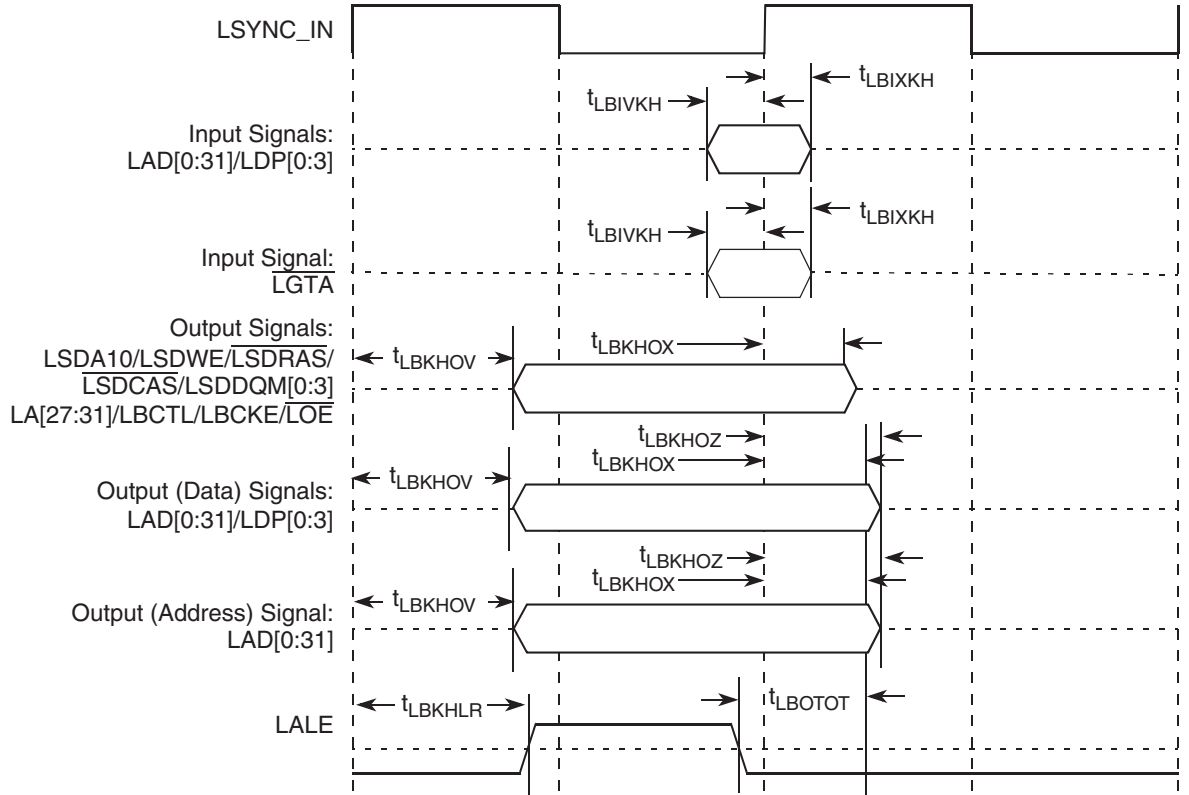 LSYNC_IN
tLBIXKH
tLBIVKH
Input Signals:
LAD[0:31]/LDP[0:3]
tLBIXKH
tLBIVKH
Input Signal:
LGTA
Output Signals:
LSDA10/LSDWE/LSDRAS/
LSDCAS/LSDDQM[0:3]
LA[27:31]/LBCTL/LBCKE/LOE
tLBKHOV
tLBKHOX
tLBKHOZ
tLBKHOX
tLBKHOV
Output (Data) Signals:
LAD[0:31]/LDP[0:3]
tLBKHOZ
tLBKHOX
tLBKHOV
Output (Address) Signal:
LAD[0:31]
tLBKHLR
tLBOTOT
LALE